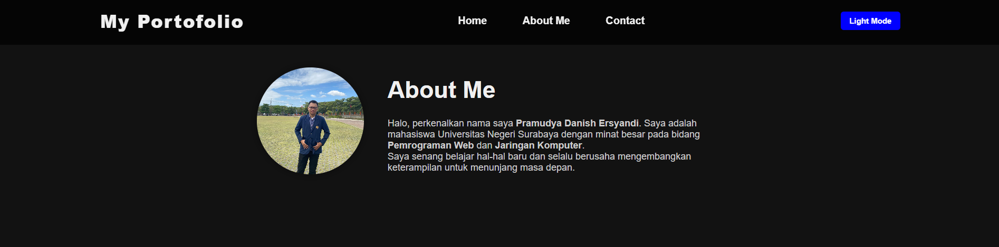 My Portofolio
Home
About Me
Contact
Light Mode
About Me
Halo, perkenalkan nama saya Pramudya Danish Ersyandi. Saya adalah
mahasiswa Universitas Negeri Surabaya dengan minat besar pada bidang
Pemrograman Web dan Jaringan Komputer.
Saya senang belajar hal-hal baru dan selalu berusaha mengembangkan
keterampilan untuk menunjang masa depan.